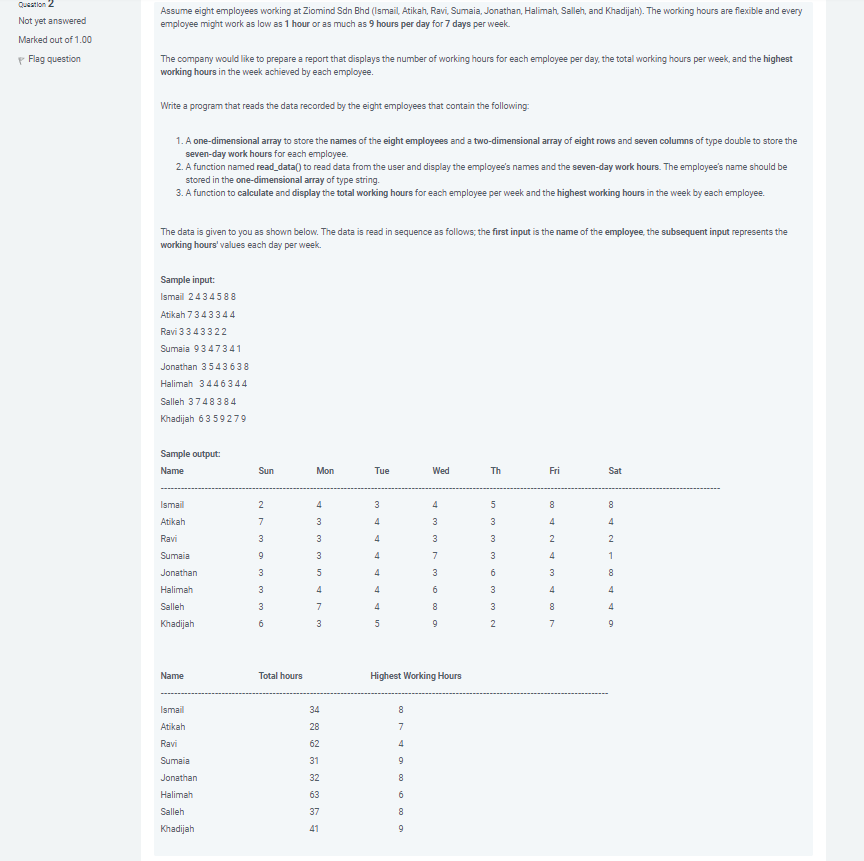 Question 2
Not yet answered
Marked out of 1.00
Flag question
Assume eight employees working at Ziomind Sdn Bhd (Ismail, Atikah, Ravi, Sumaia, Jonathan, Halimah, Salleh, and Khadijah). The working hours are flexible and every
employee might work as low as 1 hour or as much as 9 hours per day for 7 days per week.
The company would like to prepare a report that displays the number of working hours for each employee per day, the total working hours per week, and the highest
working hours in the week achieved by each employee.
Write a program that reads the data recorded by the eight employees that contain the following:
1. A one-dimensional array to store the names of the eight employees and a two-dimensional array of eight rows and seven columns of type double to store the
seven-day work hours for each employee.
2. A function named read_data() to read data from the user and display the employee's names and the seven-day work hours. The employee's name should be
stored in the one-dimensional array of type string.
3. A function to calculate and display the total working hours for each employee per week and the highest working hours in the week by each employee.
The data is given to you as shown below. The data is read in sequence as follows; the first input is the name of the employee, the subsequent input represents the
working hours' values each day per week.
Sample input:
Ismail 2 4 3 4 5 8 8
Atikah 7 3 4 3 3 4 4
Ravi 3 3 4 3 3 2 2
Sumaia 9 3 4 7 3 4 1
Jonathan 3 5 4 3 6 3 8
Halimah 3 4 4 6 3 4 4
Salleh 3 7 4 8 3 8 4
Khadijah 6 3 5 9 2 7 9
Sample output:
Name Sun Mon Tue Wed Th Fri Sat
Ismail 2 4 3 4 5 8 8
Atikah 7 3 4 3 3 4 4
Ravi 3 3 4 3 3 2 2
Sumaia 9 3 4 7 3 4 1
Jonathan 3 5 4 3 6 3 8
Halimah 3 4 4 6 3 4 4
Salleh 3 7 4 8 3 8 4
Khadijah 6 3 5 9 2 7 9
Name Total hours Highest Working Hours
Ismail 34 8
Atikah 28 7
Ravi 62 4
Sumaia 31 9
Jonathan 32 8
Halimah 63 6
Salleh 37 8
Khadijah 41 9